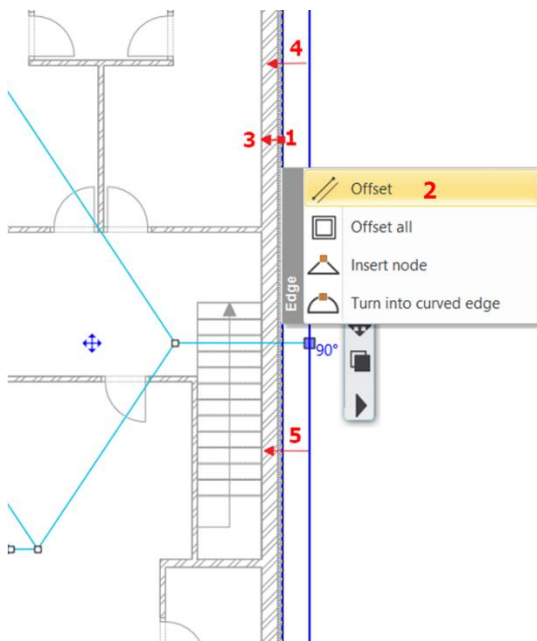 4
3
1
Offset 2
Offset all
Insert node
Turn into curved edge
Edge
90°
5